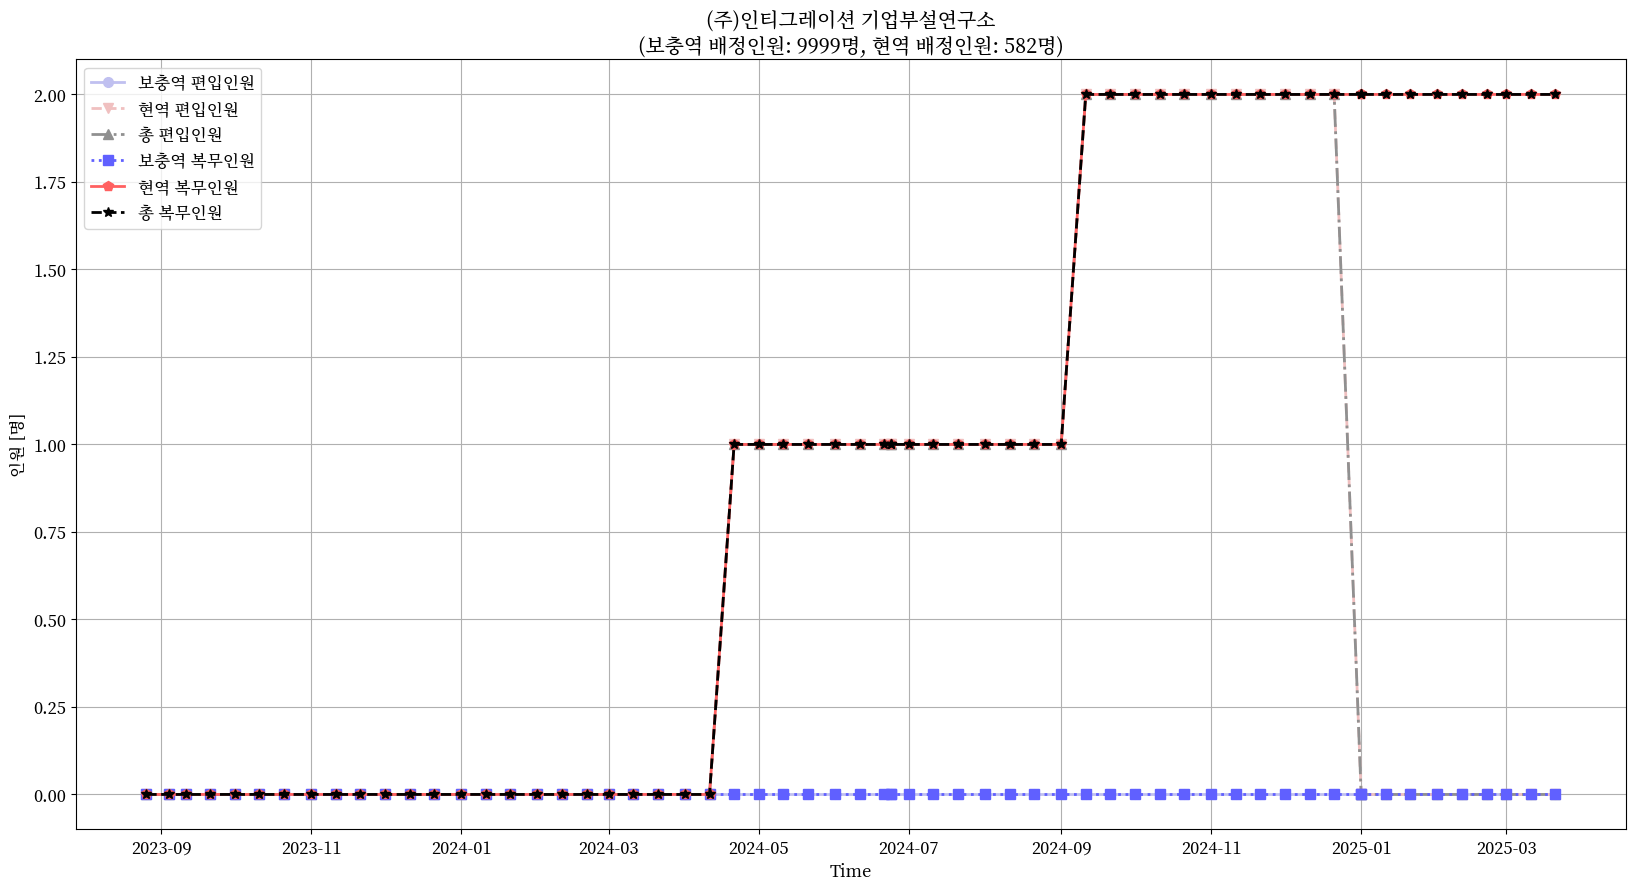 (주)인티그레이션 기업부설연구소
(보충역 배정인원: 9999명, 현역 배정인원: 582명)
보충역 편입인원
현역 편입인원
총 편입인원
보충역 복무인원
현역 복무인원
총 복무인원
2.00
1.75
1.50
1.25
1.00
0.75
0.50
0.25
0.00
인원 [명]
2023-09
2023-11
2024-01
2024-03
2024-05
2024-07
2024-09
2024-11
2025-01
2025-03
Time